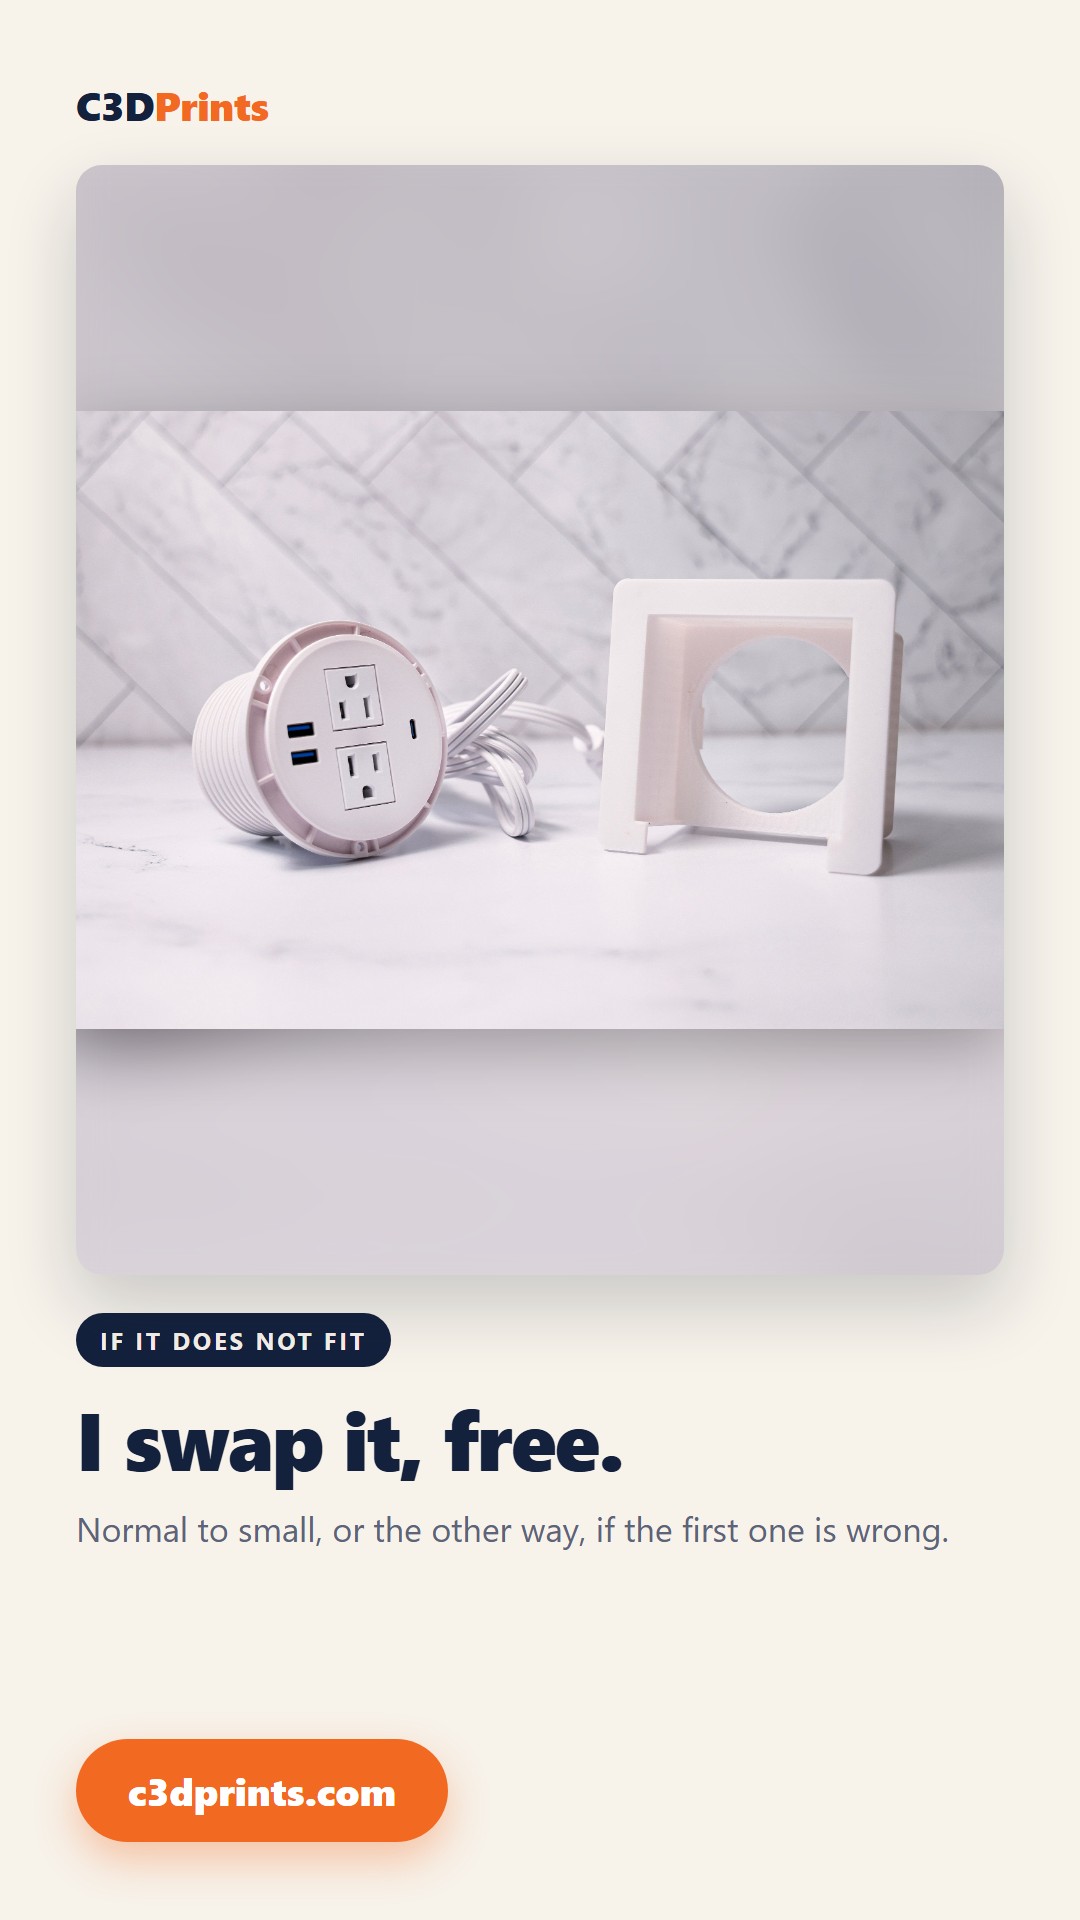 C3DPrints
IF IT DOES NOT FIT
I swap it, free.
Normal to small, or the other way, if the first one is wrong.
c3dprints.com